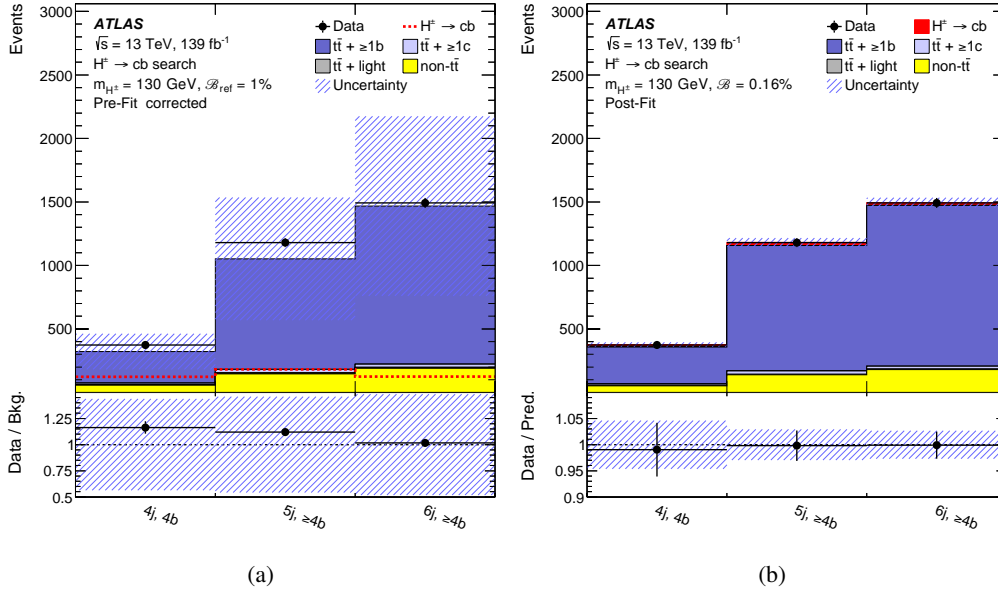 Events
3000
2500
2000
1500
1000
500
ATLAS
√s = 13 TeV, 139 fb⁻¹
H± → cb search
m_H± = 130 GeV, ℬ_ref = 1%
Pre-Fit corrected
Data
H± → cb
tt̄ + ≥1b
tt̄ + ≥1c
tt̄ + light
non-tt̄
Uncertainty
Data / Bkg.
1.25
1
0.75
0.5
4j, 4b
5j, ≥4b
6j, ≥4b
(a)
Events
3000
2500
2000
1500
1000
500
ATLAS
√s = 13 TeV, 139 fb⁻¹
H± → cb search
m_H± = 130 GeV, ℬ = 0.16%
Post-Fit
Data
H± → cb
tt̄ + ≥1b
tt̄ + ≥1c
tt̄ + light
non-tt̄
Uncertainty
Data / Pred.
1.05
1
0.95
0.9
4j, 4b
5j, ≥4b
6j, ≥4b
(b)